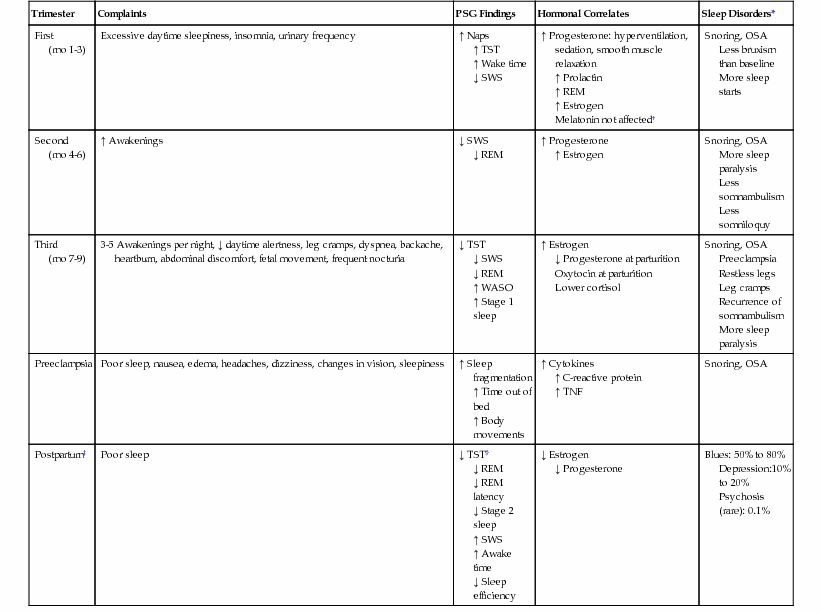 Trimester Complaints PSG Findings Hormonal Correlates Sleep Disorders*
First
(mo 1-3)
Excessive daytime sleepiness, insomnia, urinary frequency
↑ Naps
↑ TST
↑ Wake time
↓ SWS
↑ Progesterone: hyperventilation,
sedation, smooth muscle
relaxation
↑ Prolactin
↑ REM
↑ Estrogen
Melatonin not affected†
Snoring, OSA
Less bruxism
than baseline
More sleep
starts
Second
(mo 4-6)
↑ Awakenings
↓ SWS
↓ REM
↑ Progesterone
↑ Estrogen
Snoring, OSA
More sleep
paralysis
Less
somnambulism
Less
somniloquy
Third
(mo 7-9)
3-5 Awakenings per night, ↓ daytime alertness, leg cramps, dyspnea, backache,
heartburn, abdominal discomfort, fetal movement, frequent nocturia
↓ TST
↓ SWS
↓ REM
↑ WASO
↑ Stage 1
sleep
↑ Estrogen
↓ Progesterone at parturition
Oxytocin at parturition
Lower cortisol
Snoring, OSA
Preeclampsia
Restless legs
Leg cramps
Recurrence of
somnambulism
More sleep
paralysis
Preeclampsia
Poor sleep, nausea, edema, headaches, dizziness, changes in vision, sleepiness
↑ Sleep
fragmentation
↑ Time out of
bed
↑ Body
movements
↑ Cytokines
↑ C-reactive protein
↑ TNF
Snoring, OSA
Postpartum‡
Poor sleep
↓ TST§
↓ REM
↓ REM
latency
↓ Stage 2
sleep
↑ SWS
↑ Awake
time
↓ Sleep
efficiency
↓ Estrogen
↓ Progesterone
Blues: 50% to 80%
Depression:10%
to 20%
Psychosis
(rare): 0.1%